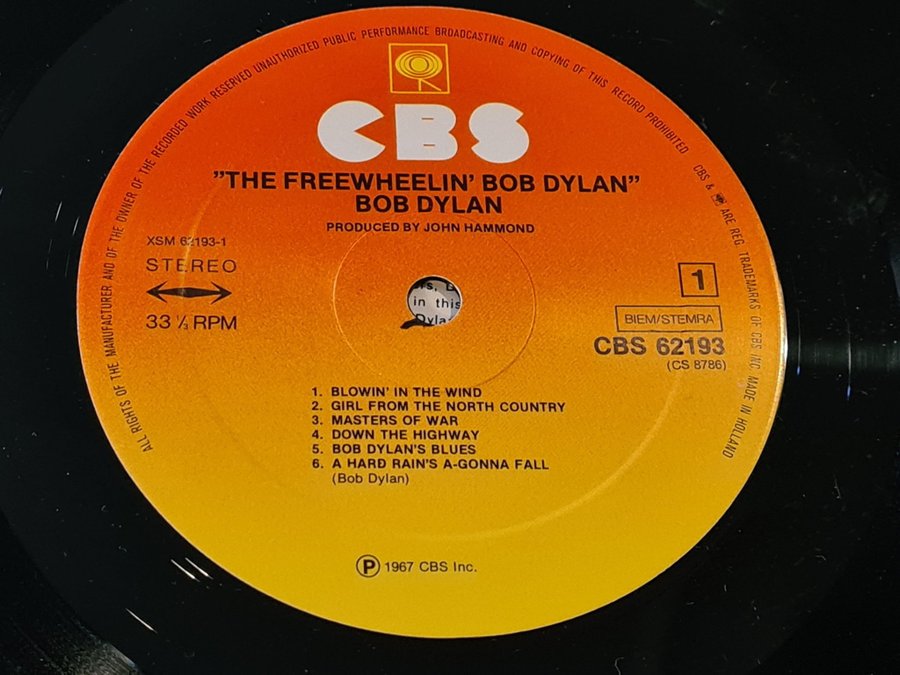 ALL RIGHTS OF THE MANUFACTURER AND OF THE OWNER OF THE RECORDED WORK RESERVED UNAUTHORIZED PUBLIC PERFORMANCE BROADCASTING AND COPYING OF THIS RECORD PROHIBITED CBS & ARE REG. TRADEMARKS OF CBS INC. MADE IN HOLLAND
CBS
"THE FREEWHEELIN' BOB DYLAN"
BOB DYLAN
PRODUCED BY JOHN HAMMOND
XSM 62193-1
STEREO
33 ⅓ RPM
1
BIEM/STEMRA
CBS 62193
(CS 8786)
in this
1. BLOWIN' IN THE WIND
2. GIRL FROM THE NORTH COUNTRY
3. MASTERS OF WAR
4. DOWN THE HIGHWAY
5. BOB DYLAN'S BLUES
6. A HARD RAIN'S A-GONNA FALL
(Bob Dylan)
Ⓟ 1967 CBS Inc.